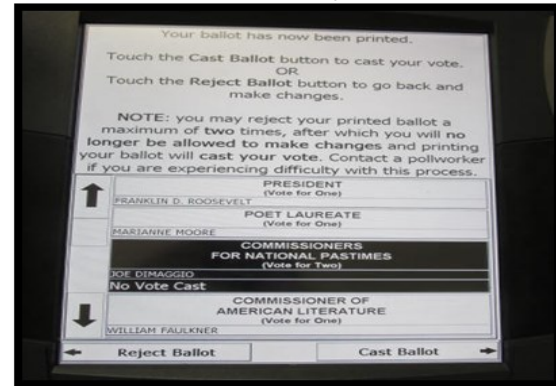 Your ballot has now been printed.
Touch the Cast Ballot button to cast your vote.
OR
Touch the Reject Ballot button to go back and
make changes.
NOTE: you may reject your printed ballot a
maximum of two times, after which you will no
longer be allowed to make changes and printing
your ballot will cast your vote. Contact a pollworker
if you are experiencing difficulty with this process.
PRESIDENT
(Vote for One)
FRANKLIN D. ROOSEVELT
POET LAUREATE
(Vote for One)
MARIANNE MOORE
COMMISSIONERS
FOR NATIONAL PASTIMES
(Vote for Two)
JOE DIMAGGIO
No Vote Cast
COMMISSIONER OF
AMERICAN LITERATURE
(Vote for One)
WILLIAM FAULKNER
Reject Ballot
Cast Ballot